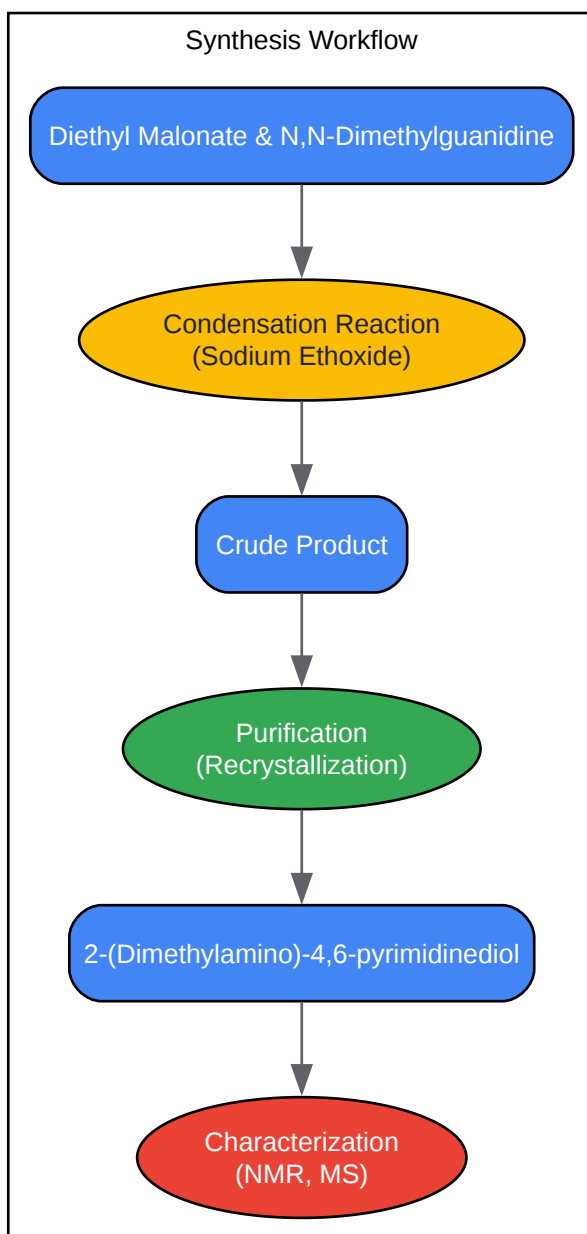 Synthesis Workflow
Diethyl Malonate & N,N-Dimethylguanidine
Condensation Reaction
(Sodium Ethoxide)
Crude Product
Purification
(Recrystallization)
2-(Dimethylamino)-4,6-pyrimidinediol
Characterization
(NMR, MS)